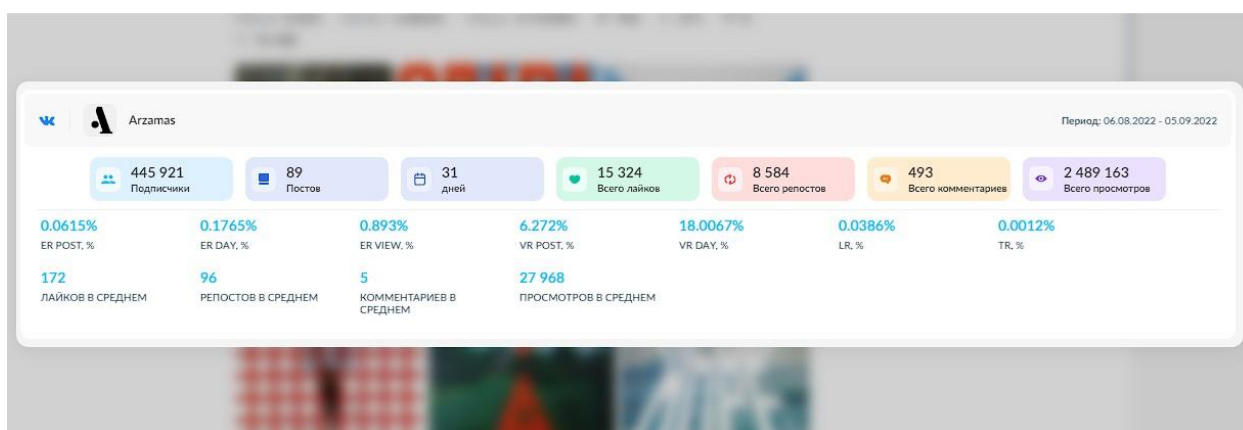 Arzamas
Период: 06.08.2022 - 05.09.2022
445 921
Подписчики
89
Постов
31
дней
15 324
Всего лайков
8 584
Всего репостов
493
Всего комментариев
2 489 163
Всего просмотров
0.0615%
ER POST, %
0.1765%
ER DAY, %
0.893%
ER VIEW, %
6.272%
VR POST, %
18.0067%
VR DAY, %
0.0386%
LR, %
0.0012%
TR, %
172
ЛАЙКОВ В СРЕДНЕМ
96
РЕПОСТОВ В СРЕДНЕМ
5
КОММЕНТАРИЕВ В
СРЕДНЕМ
27 968
ПРОСМОТРОВ В СРЕДНЕМ